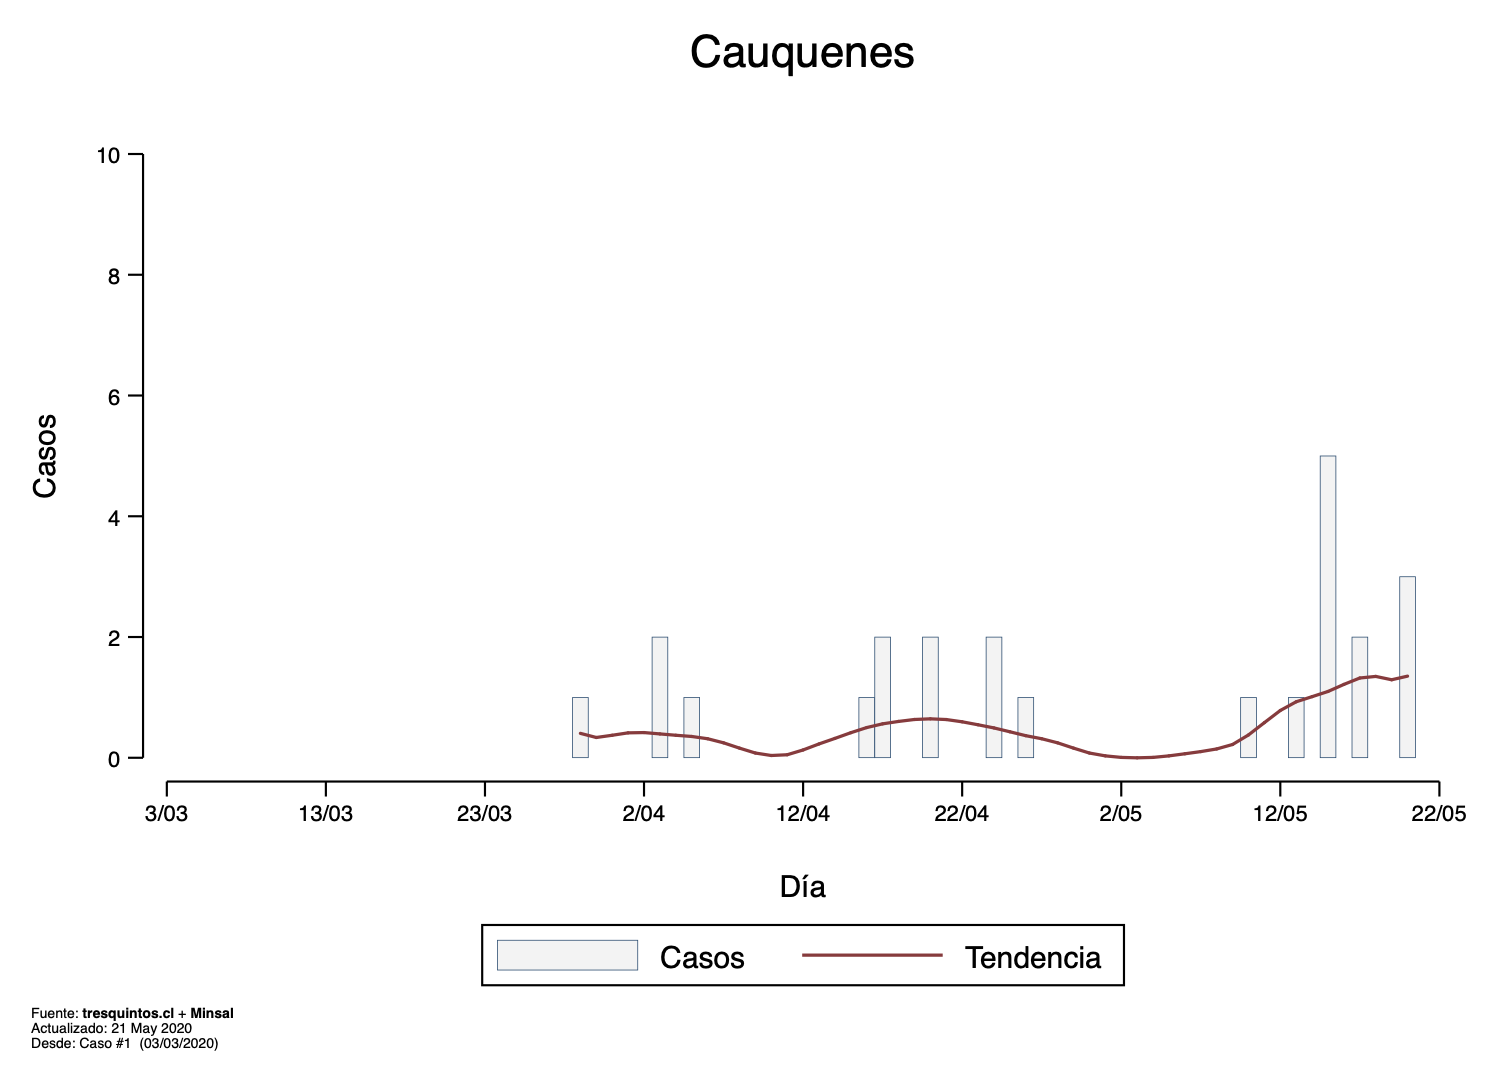 Cauquenes
10
8
6
4
2
0
Casos
3/03 13/03 23/03 2/04 12/04 22/04 2/05 12/05 22/05
Día
Casos Tendencia
Fuente: tresquintos.cl + Minsal
Actualizado: 21 May 2020
Desde: Caso #1 (03/03/2020)